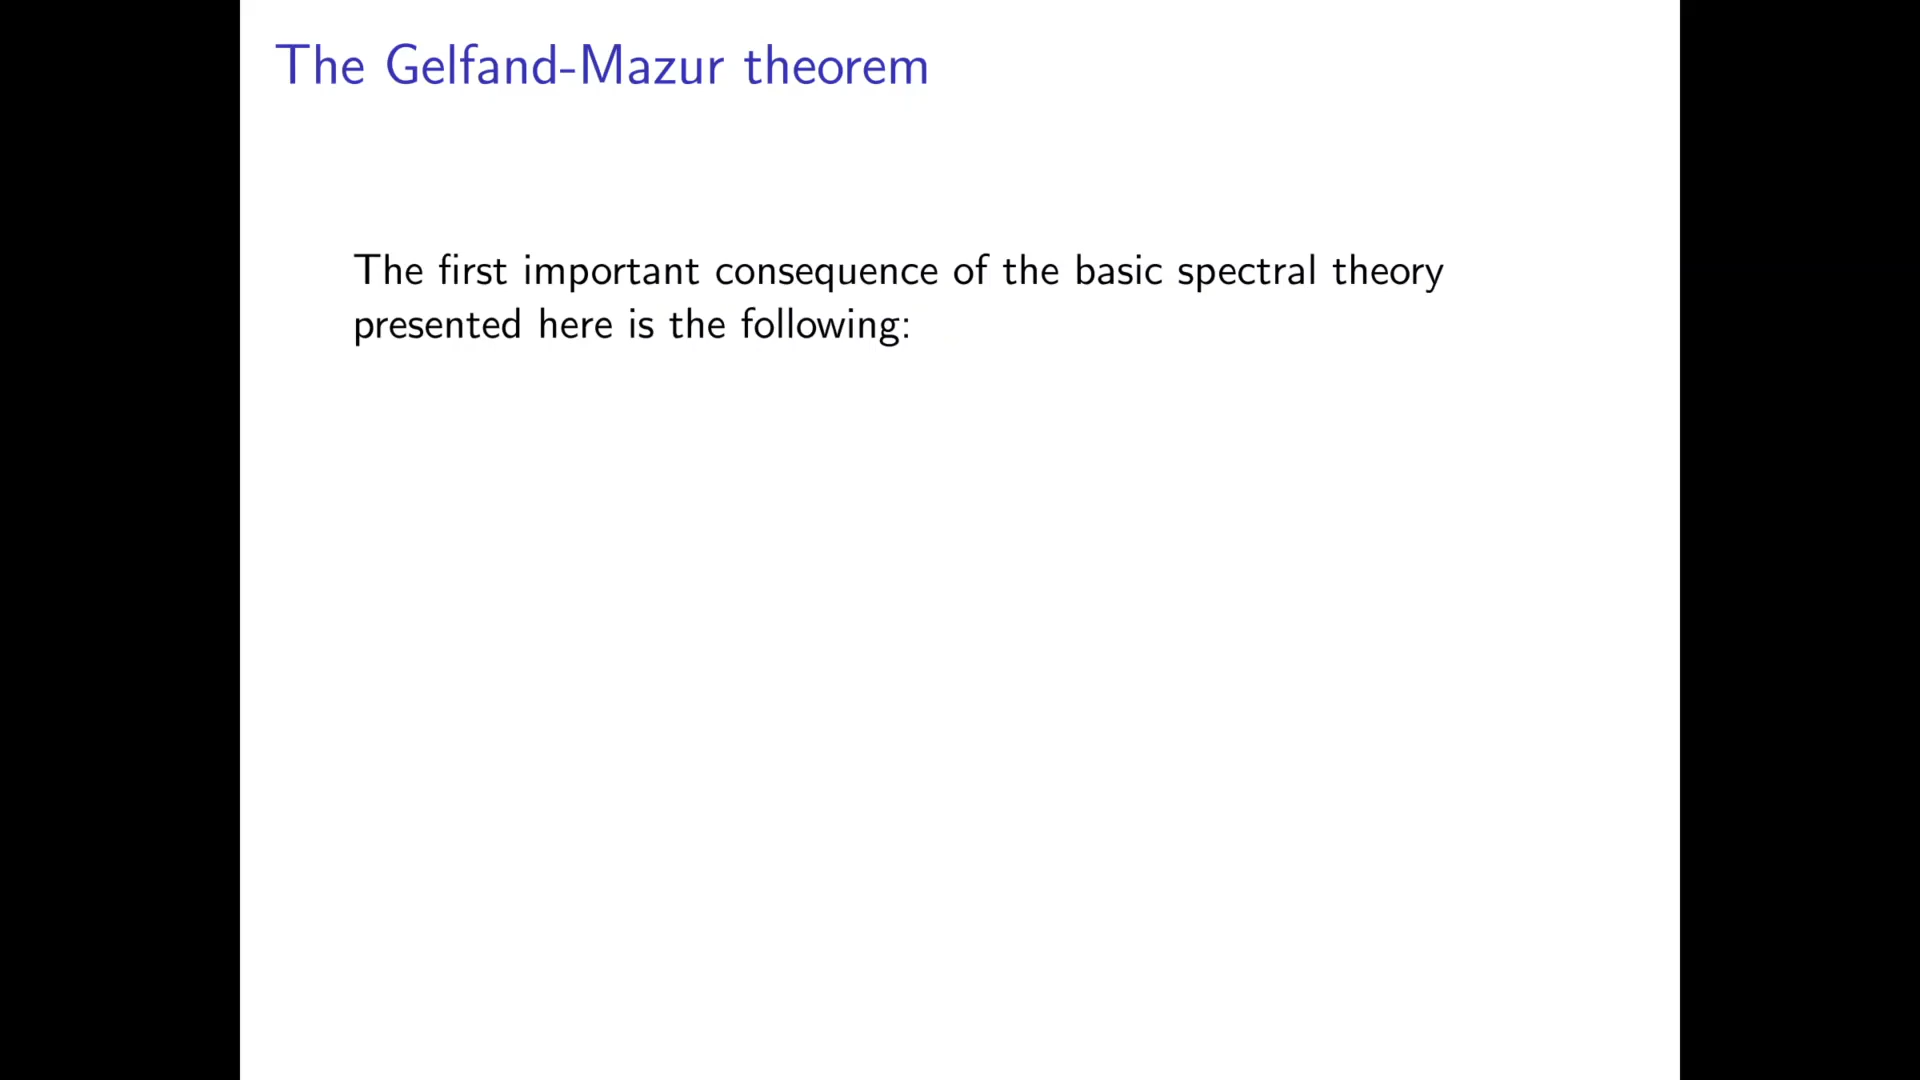 The Gelfand-Mazur theorem
The first important consequence of the basic spectral theory
presented here is the following: